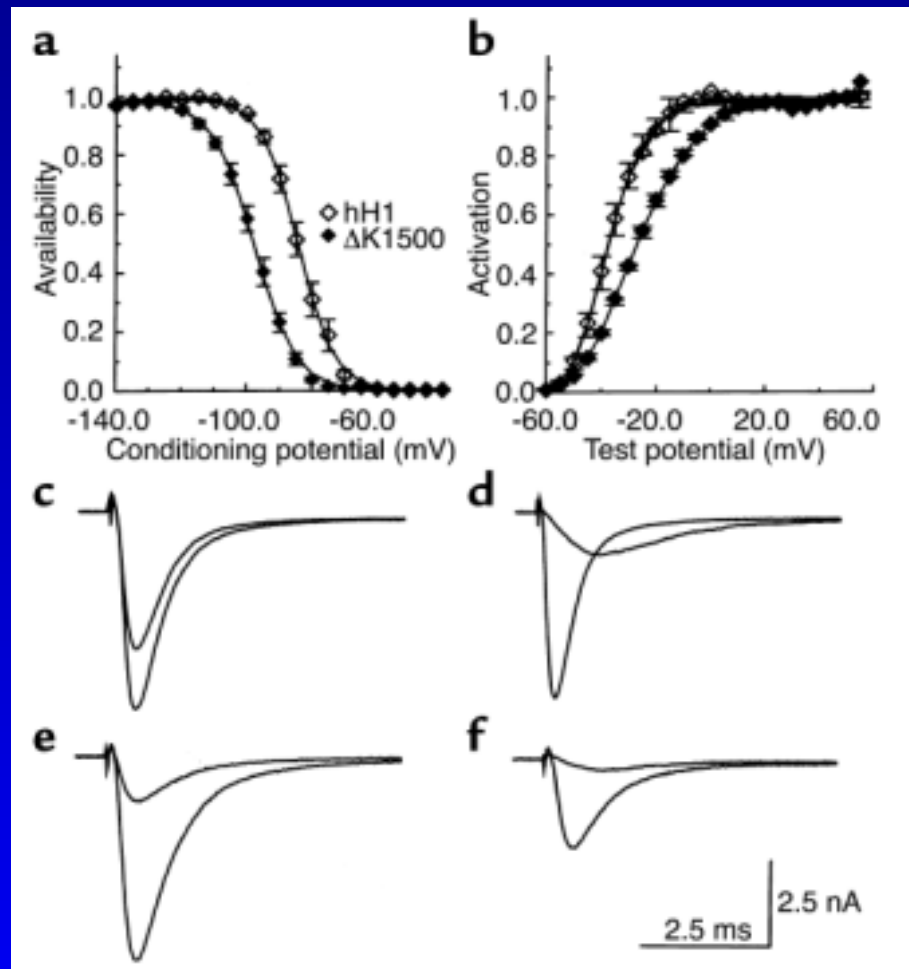 a
b
1.0
0.8
0.6
0.4
0.2
0.0
Availability
hH1
ΔK1500
-140.0 -100.0 -60.0
Conditioning potential (mV)
1.0
0.8
0.6
0.4
0.2
0.0
Activation
-60.0 -20.0 20.0 60.0
Test potential (mV)
c
d
e
f
2.5 nA
2.5 ms